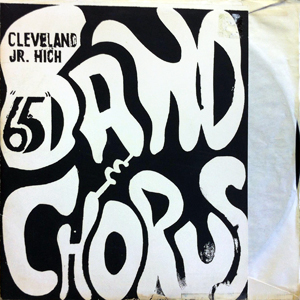 CLEVELAND
JR. HIGH
"65"
BAND
CHORUS